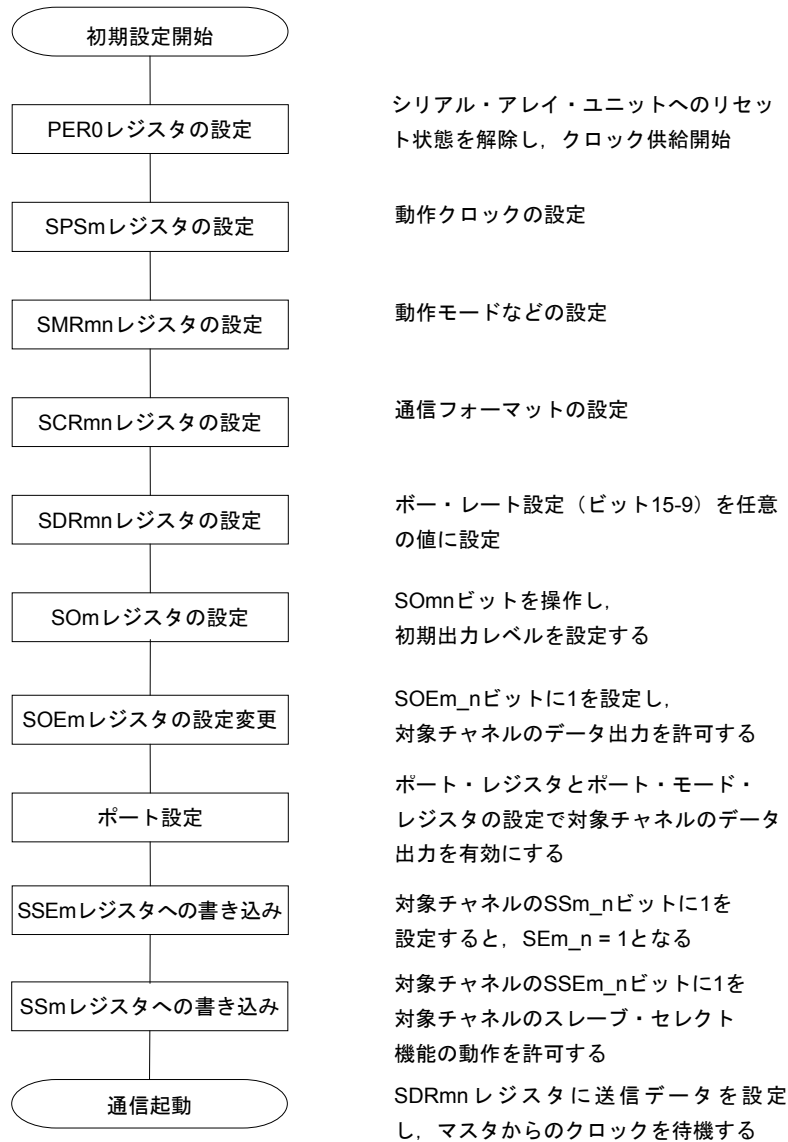 初期設定開始
PER0レジスタの設定
シリアル・アレイ・ユニットへのリセッ
ト状態を解除し，クロック供給開始
SPSmレジスタの設定
動作クロックの設定
SMRmnレジスタの設定
動作モードなどの設定
SCRmnレジスタの設定
通信フォーマットの設定
SDRmnレジスタの設定
ボー・レート設定（ビット15-9）を任意
の値に設定
SOmレジスタの設定
SOmnビットを操作し，
初期出力レベルを設定する
SOEmレジスタの設定変更
SOEm_nビットに1を設定し，
対象チャネルのデータ出力を許可する
ポート設定
ポート・レジスタとポート・モード・
レジスタの設定で対象チャネルのデータ
出力を有効にする
SSEmレジスタへの書き込み
対象チャネルのSSm_nビットに1を
設定すると，SEm_n = 1となる
SSmレジスタへの書き込み
対象チャネルのSSEm_nビットに1を
対象チャネルのスレーブ・セレクト
機能の動作を許可する
通信起動
SDRmnレジスタに送信データを設定
し，マスタからのクロックを待機する